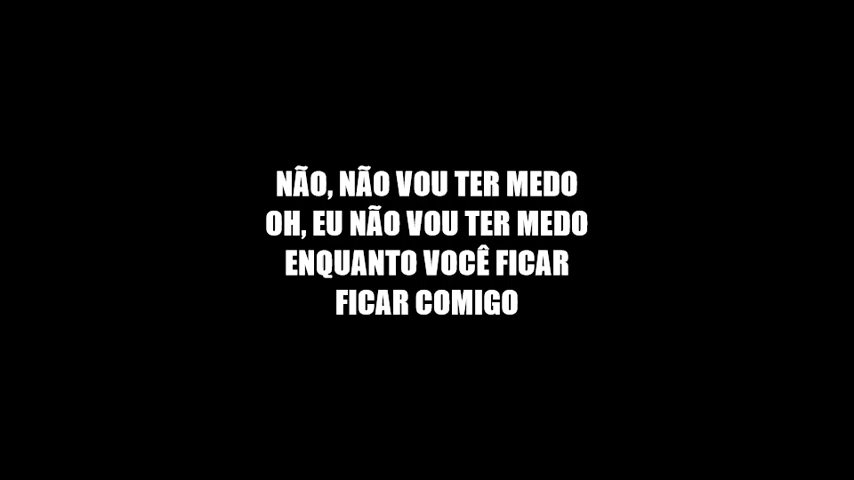 NÃO, NÃO VOU TER MEDO
OH, EU NÃO VOU TER MEDO
ENQUANTO VOCÊ FICAR
FICAR COMIGO